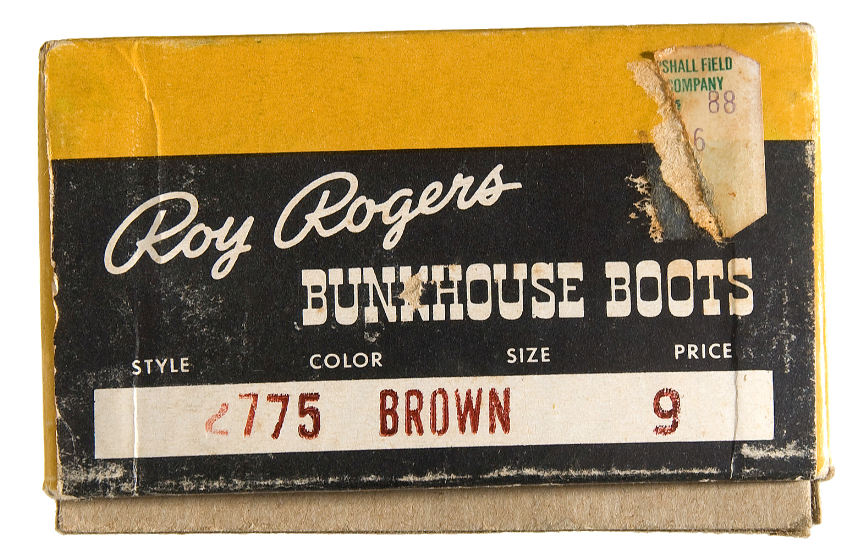 SHALL FIELD
COMPANY
88
6
Roy Rogers
BUNKHOUSE BOOTS
STYLE COLOR SIZE PRICE
2775 BROWN 9